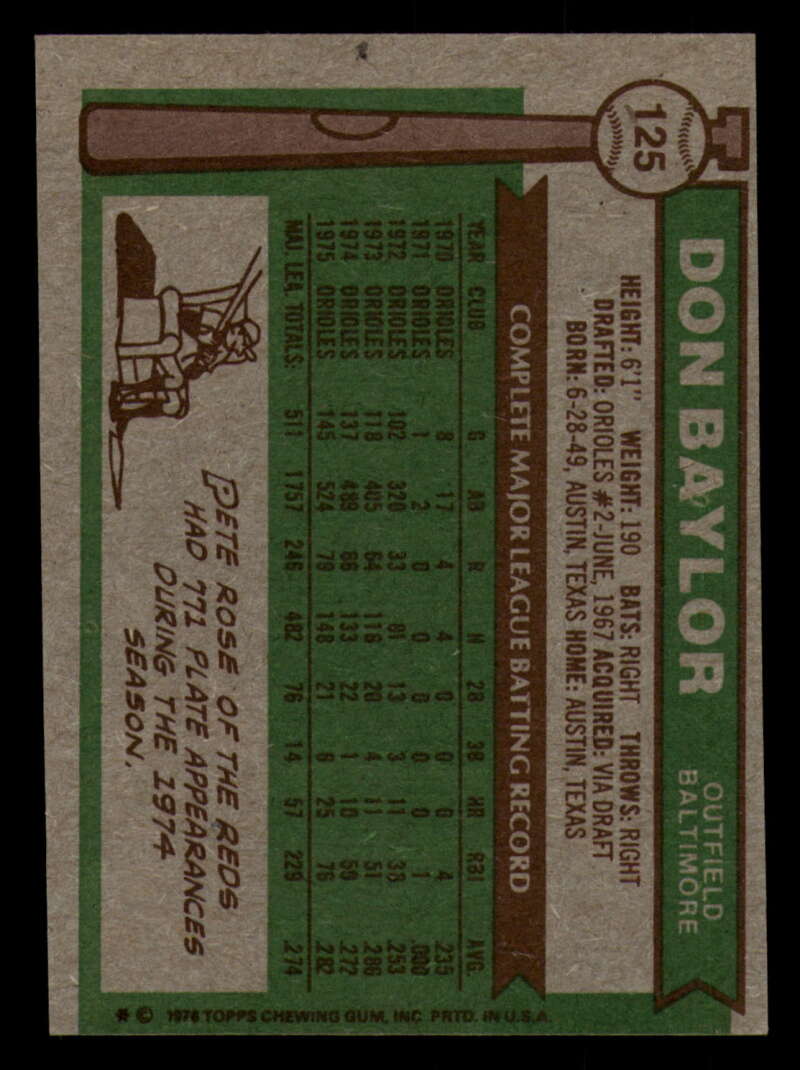 125
DON BAYLOR
OUTFIELD
BALTIMORE
HEIGHT: 6'1" WEIGHT: 190 BATS: RIGHT THROWS: RIGHT
DRAFTED: ORIOLES #2-JUNE, 1967 ACQUIRED: VIA DRAFT
BORN: 6-28-49, AUSTIN, TEXAS HOME: AUSTIN, TEXAS
COMPLETE MAJOR LEAGUE BATTING RECORD
YEAR CLUB G AB R H 2B 3B HR RBI AVG.
1970 ORIOLES 8 17 4 4 0 0 0 4 .235
1971 ORIOLES 1 2 0 0 0 0 0 1 .000
1972 ORIOLES 102 320 33 81 13 3 11 38 .253
1973 ORIOLES 118 405 64 116 20 4 11 51 .286
1974 ORIOLES 137 489 66 133 22 1 10 59 .272
1975 ORIOLES 145 524 79 148 21 6 25 76 .282
MAJ. LEA. TOTALS: 511 1757 246 482 76 14 57 229 .274
PETE ROSE OF THE REDS
HAD 771 PLATE APPEARANCES
DURING THE 1974
SEASON.
* © 1976 TOPPS CHEWING GUM, INC. PRTD. IN U.S.A.